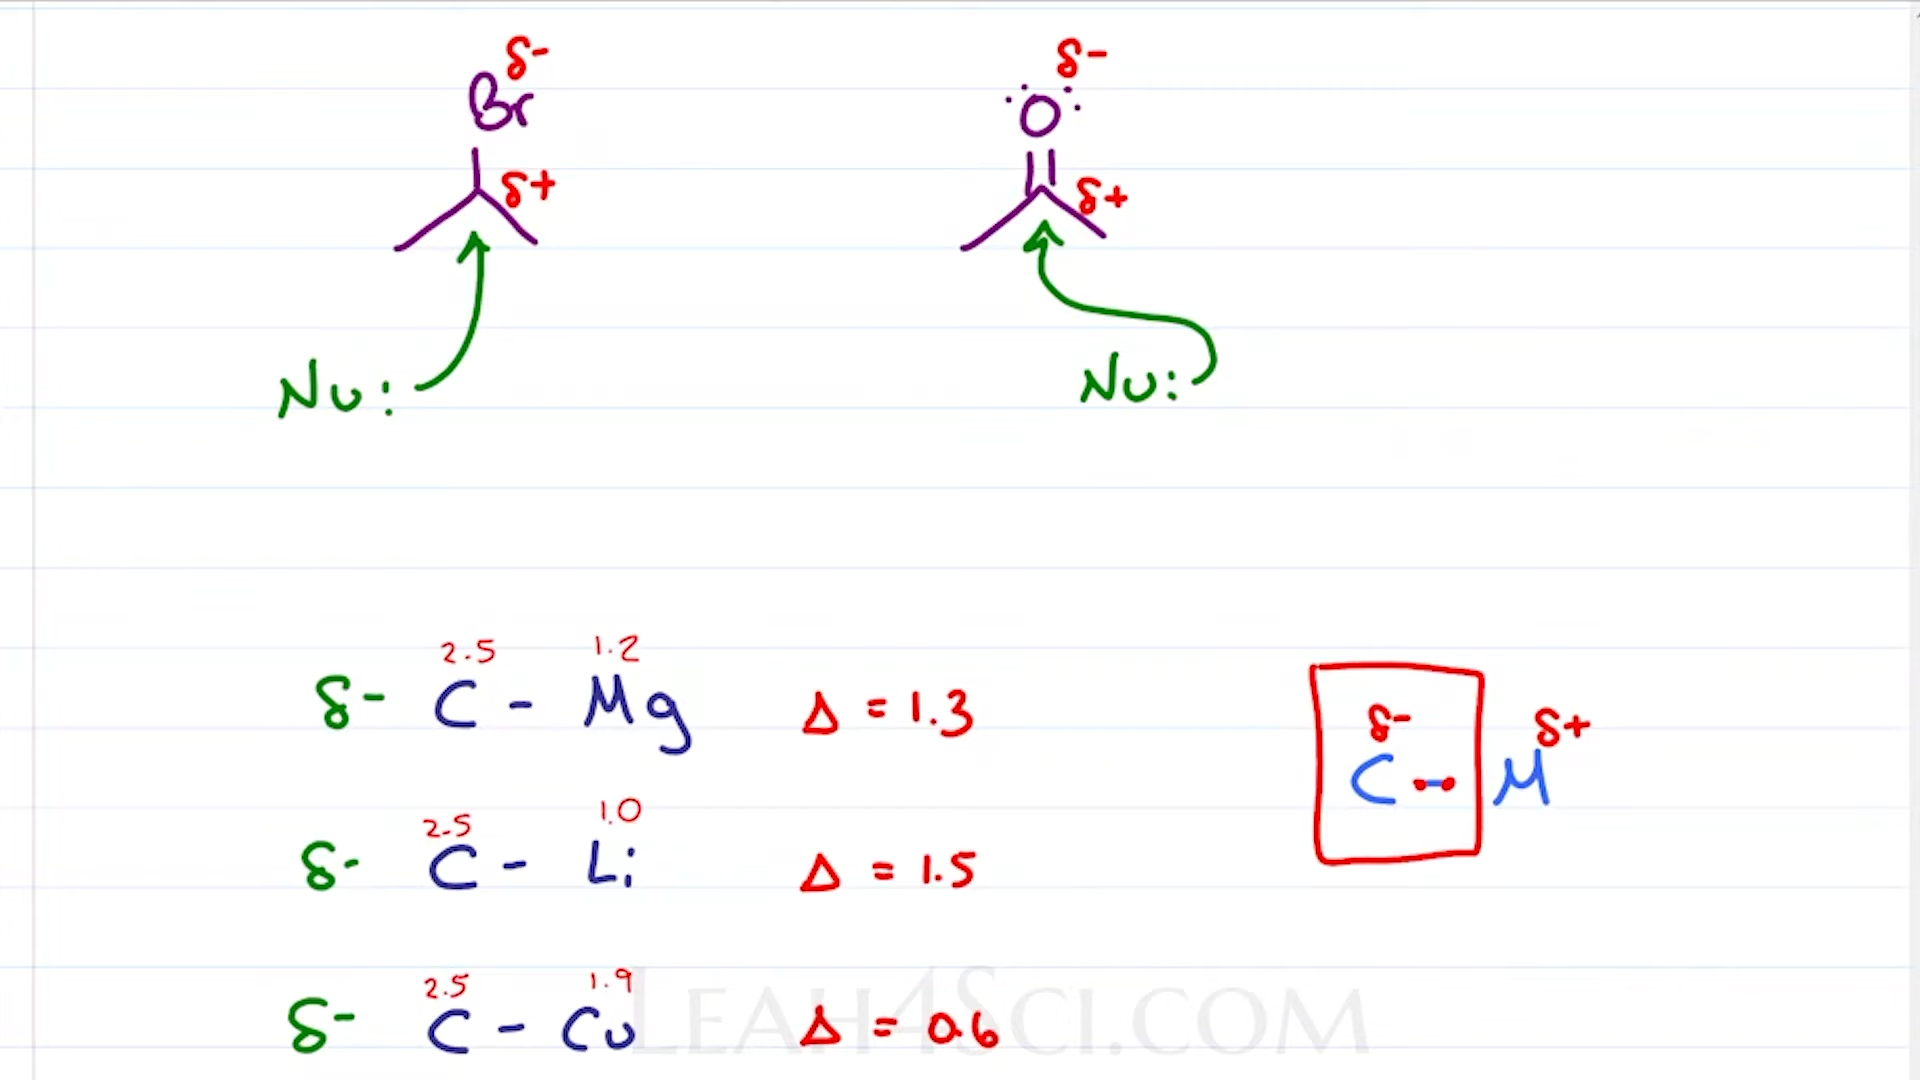 δ- δ-
Br O
δ+ δ+
Nu: Nu:
2.5 1.2
δ- C - Mg Δ = 1.3
δ- δ+
C - M
2.5 1.0
δ- C - Li Δ = 1.5
2.5 1.9
δ- C - Cu Δ = 0.6
LEAH4SCI.COM